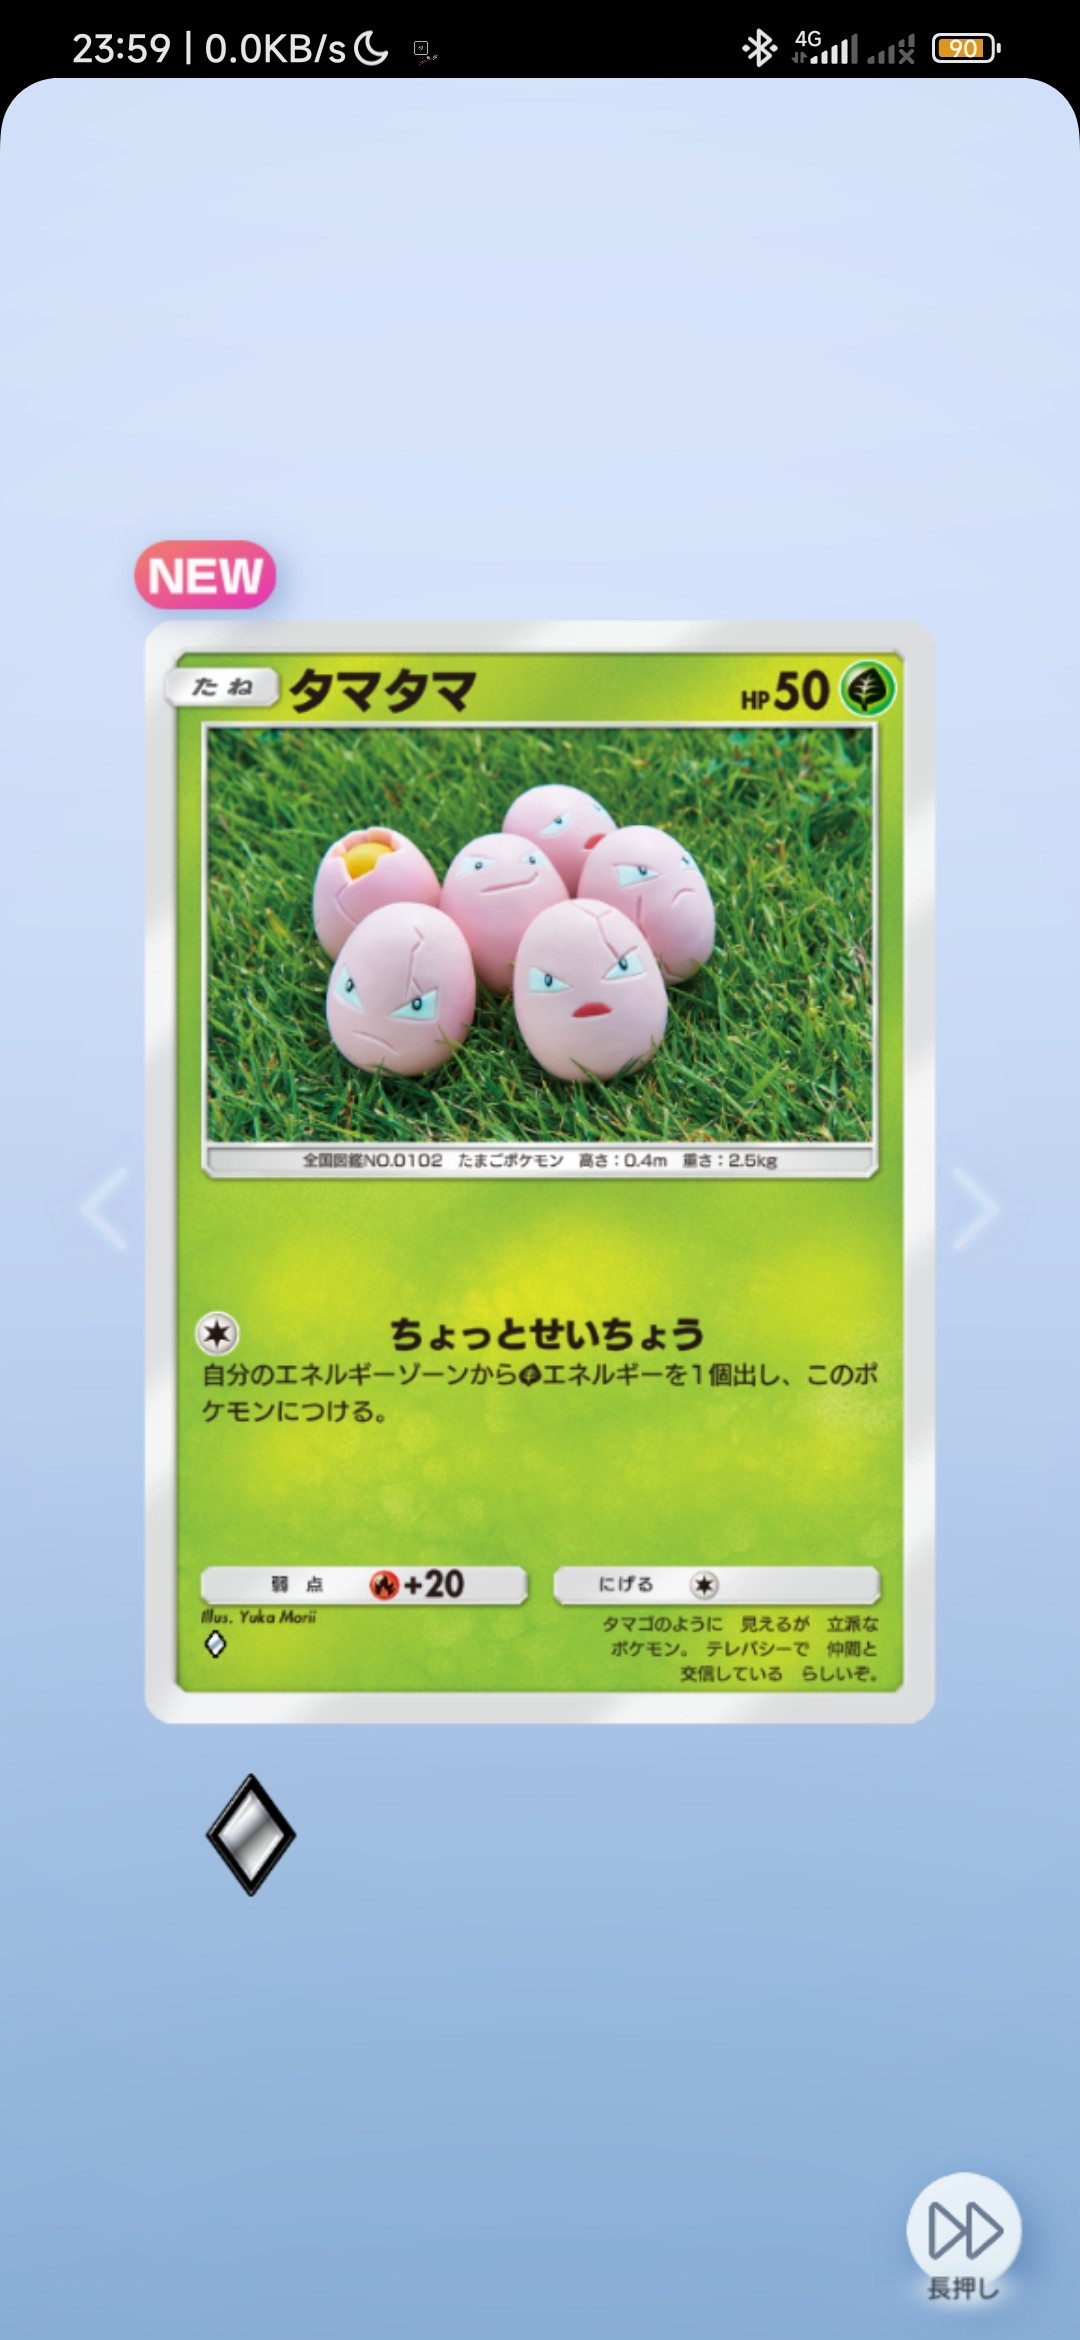 23:59 | 0.0KB/s 4G 90
NEW
たね タマタマ HP50
全国図鑑NO.0102 たまごポケモン 高さ：0.4m 重さ：2.5kg
ちょっとせいちょう
自分のエネルギーゾーンからエネルギーを1個出し、このポ
ケモンにつける。
弱点 +20 にげる
Illus. Yuka Morii
タマゴのように 見えるが 立派な
ポケモン。 テレパシーで 仲間と
交信している らしいぞ。
長押し